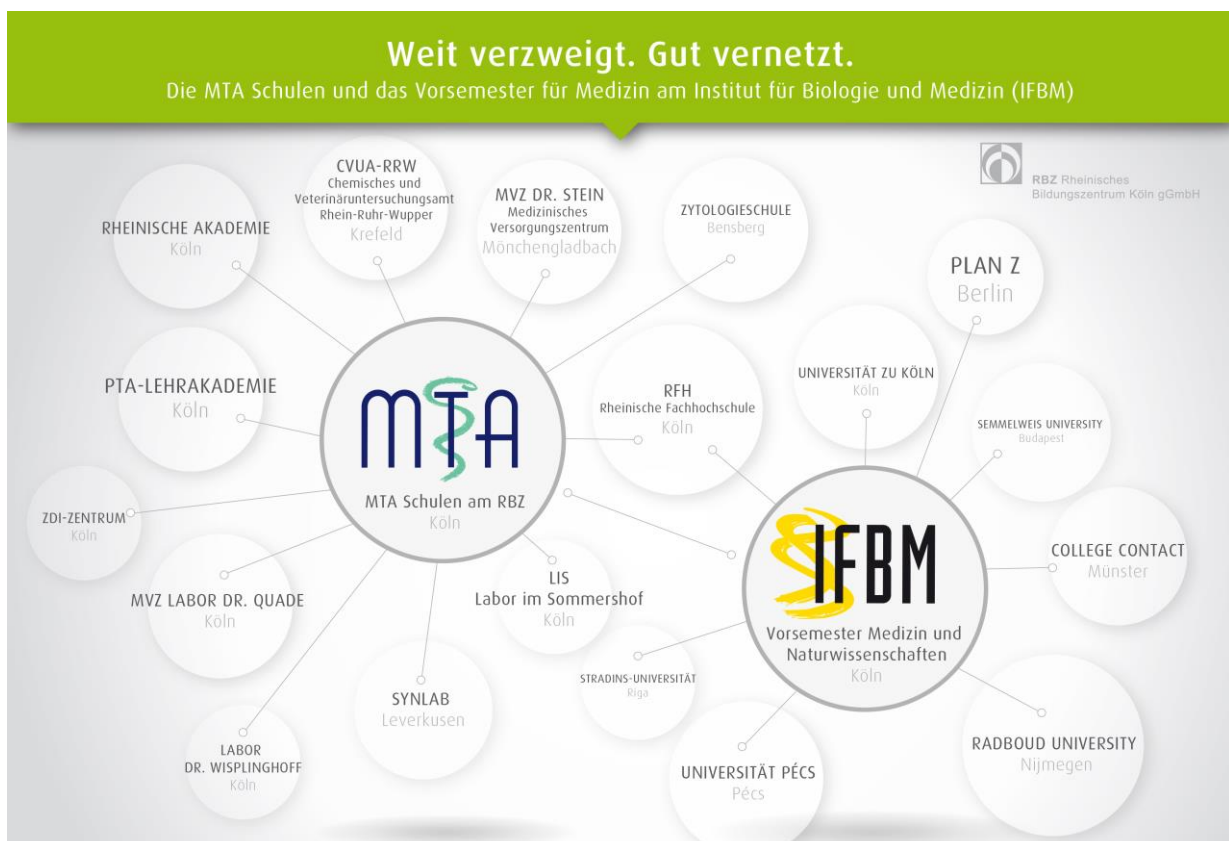 Weit verzweigt. Gut vernetzt.
Die MTA Schulen und das Vorsemester für Medizin am Institut für Biologie und Medizin (IFBM)
RBZ Rheinisches
Bildungszentrum Köln gGmbH
RHEINISCHE AKADEMIE
Köln
CVUA-RRW
Chemisches und
Veterinäruntersuchungsamt
Rhein-Ruhr-Wupper
Krefeld
MVZ DR. STEIN
Medizinisches
Versorgungszentrum
Mönchengladbach
ZYTOLOGIESCHULE
Bensberg
PLAN Z
Berlin
PTA-LEHRAKADEMIE
Köln
MTA
MTA Schulen am RBZ
Köln
RFH
Rheinische Fachhochschule
Köln
UNIVERSITÄT ZU KÖLN
Köln
SEMMELWEIS UNIVERSITY
Budapest
ZDI-ZENTRUM
Köln
MVZ LABOR DR. QUADE
Köln
LIS
Labor im Sommershof
Köln
IFBM
Vorsemester Medizin und
Naturwissenschaften
Köln
COLLEGE CONTACT
Münster
SYNLAB
Leverkusen
STRADINS-UNIVERSITÄT
Riga
LABOR
DR. WISPLINGHOFF
Köln
UNIVERSITÄT PÉCS
Pécs
RADBOUD UNIVERSITY
Nijmegen